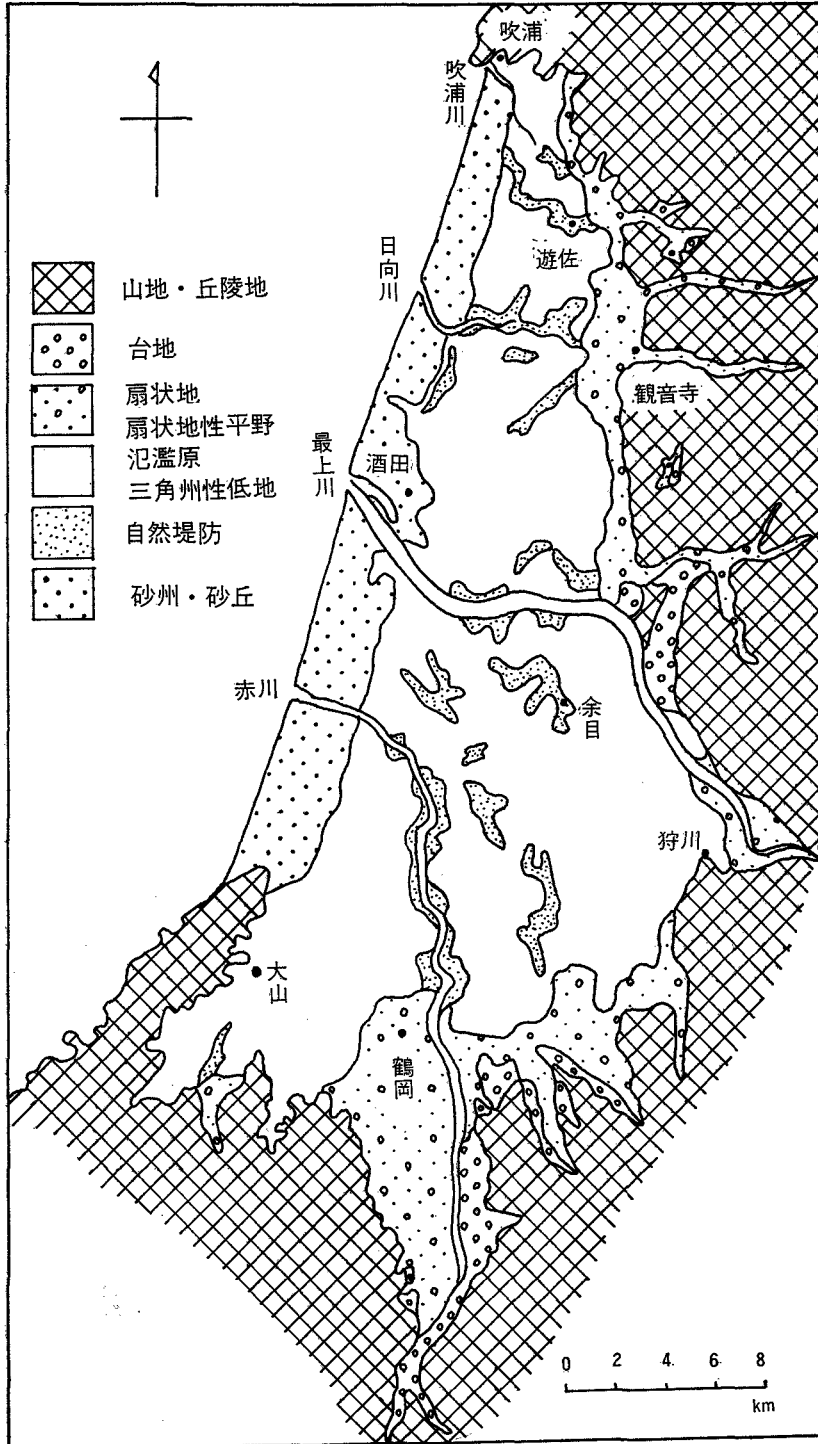 吹浦
吹浦川
日向川
遊佐
山地・丘陵地
台地
扇状地
扇状地性平野
氾濫原
三角州性低地
自然堤防
砂州・砂丘
観音寺
最上川
酒田
赤川
余目
狩川
大山
鶴岡
0 2 4 6 8
km